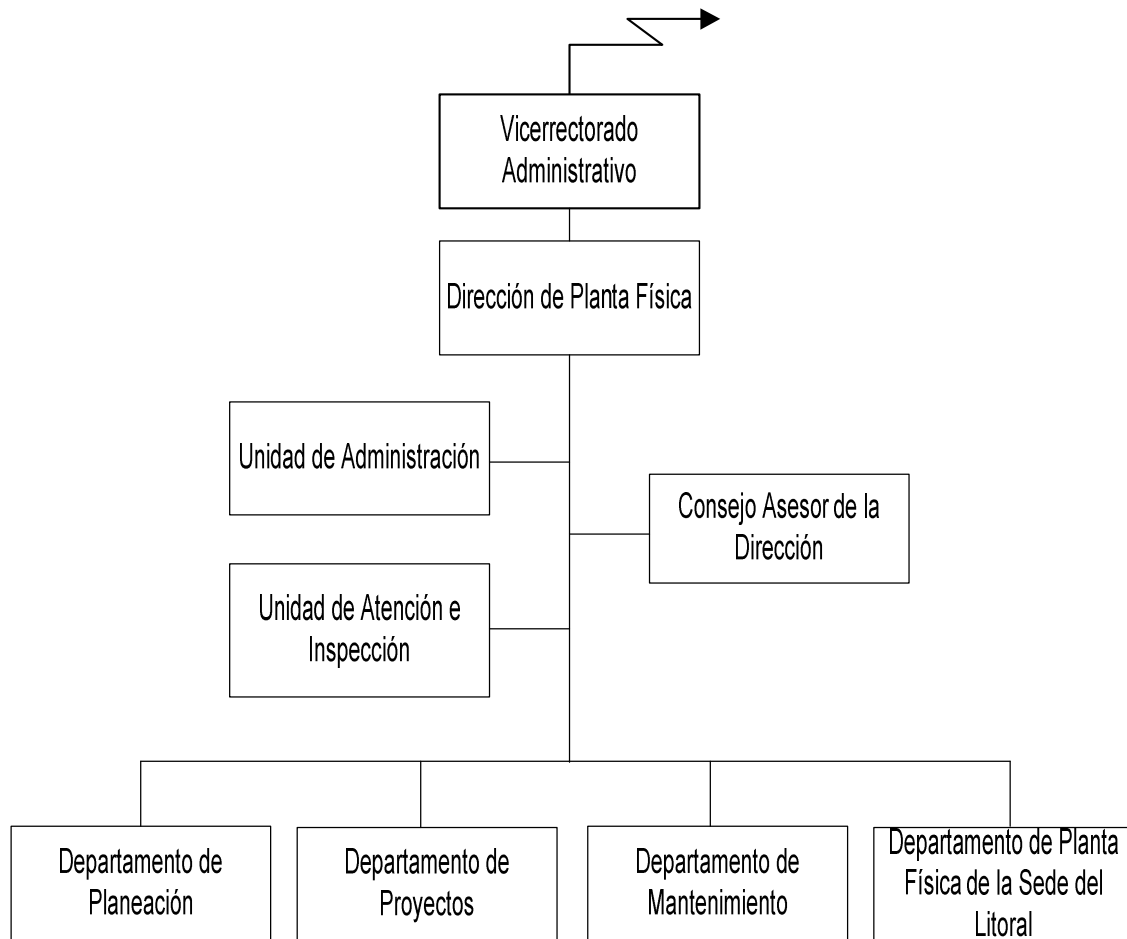 Vicerrectorado
Administrativo
Dirección de Planta Física
Unidad de Administración
Consejo Asesor de la
Dirección
Unidad de Atención e
Inspección
Departamento de
Planeación
Departamento de
Proyectos
Departamento de
Mantenimiento
Departamento de Planta
Física de la Sede del
Litoral